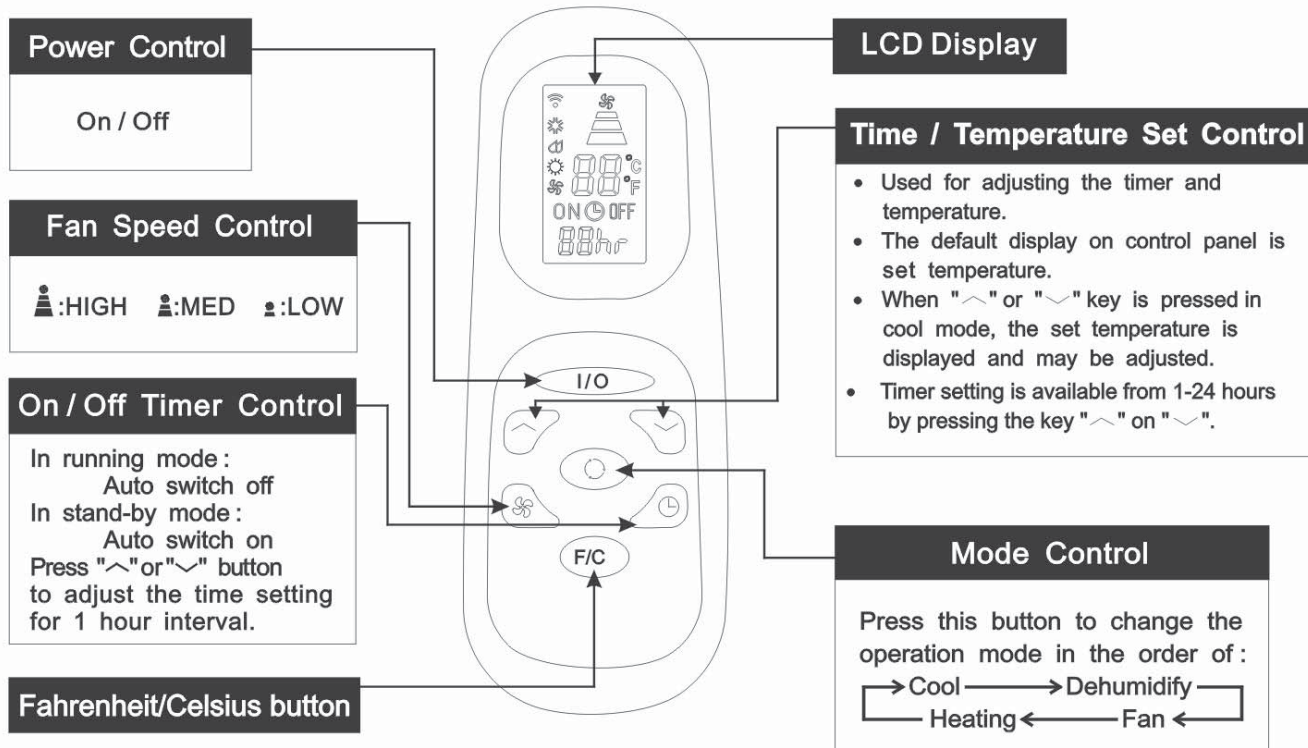 Power Control
On / Off
Fan Speed Control
:HIGH :MED :LOW
On / Off Timer Control
In running mode :
Auto switch off
In stand-by mode :
Auto switch on
Press "︿" or "﹀" button
to adjust the time setting
for 1 hour interval.
Fahrenheit/Celsius button
88°C
°F
ON OFF
88hr
I/O
F/C
LCD Display
Time / Temperature Set Control
• Used for adjusting the timer and
temperature.
• The default display on control panel is
set temperature.
• When "︿" or "﹀" key is pressed in
cool mode, the set temperature is
displayed and may be adjusted.
• Timer setting is available from 1-24 hours
by pressing the key "︿" on "﹀".
Mode Control
Press this button to change the
operation mode in the order of :
Cool → Dehumidify
Heating ← Fan ←